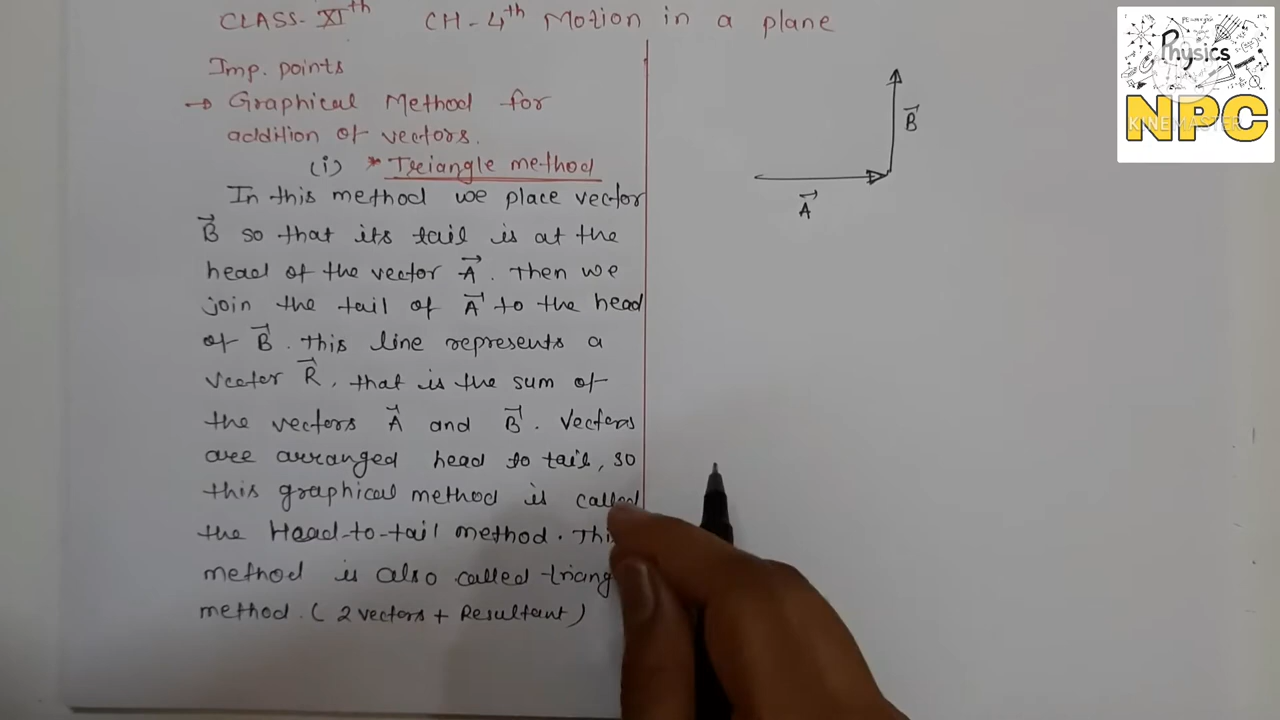 CLASS-XIth CH-4th Motion in a plane
Imp. points
→ Graphical Method for
addition of vectors.
(i) * Triangle method
In this method we place vector
B⃗ so that its tail is at the
head of the vector A⃗. Then we
join the tail of A⃗ to the head
of B⃗. This line represents a
vector R⃗, that is the sum of
the vectors A⃗ and B⃗. Vectors
are arranged head to tail, so
this graphical method is called
the Head-to-tail method. Thi
method is also called triang
method. (2 vectors + Resultant)
B⃗
A⃗
Physics
NPC
KINEMASTER